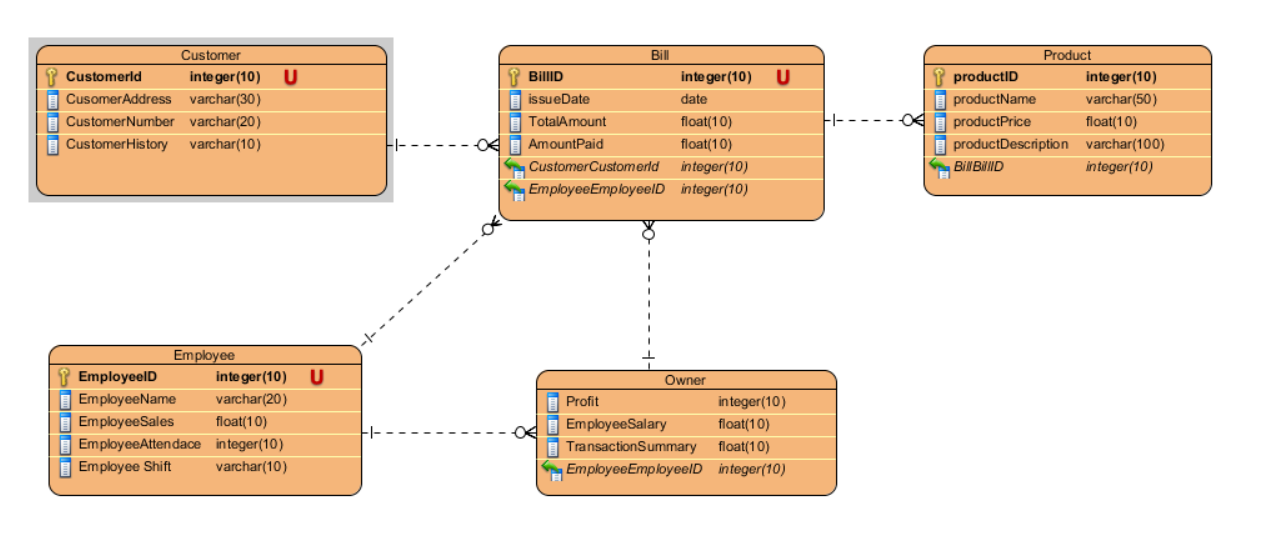 Customer
CustomerId integer(10) U
CusomerAddress varchar(30)
CustomerNumber varchar(20)
CustomerHistory varchar(10)
Bill
BillID integer(10) U
issueDate date
TotalAmount float(10)
AmountPaid float(10)
CustomerCustomerId integer(10)
EmployeeEmployeeID integer(10)
Product
productID integer(10)
productName varchar(50)
productPrice float(10)
productDescription varchar(100)
BillBillID integer(10)
Employee
EmployeeID integer(10) U
EmployeeName varchar(20)
EmployeeSales float(10)
EmployeeAttendace integer(10)
Employee Shift varchar(10)
Owner
Profit integer(10)
EmployeeSalary float(10)
TransactionSummary float(10)
EmployeeEmployeeID integer(10)